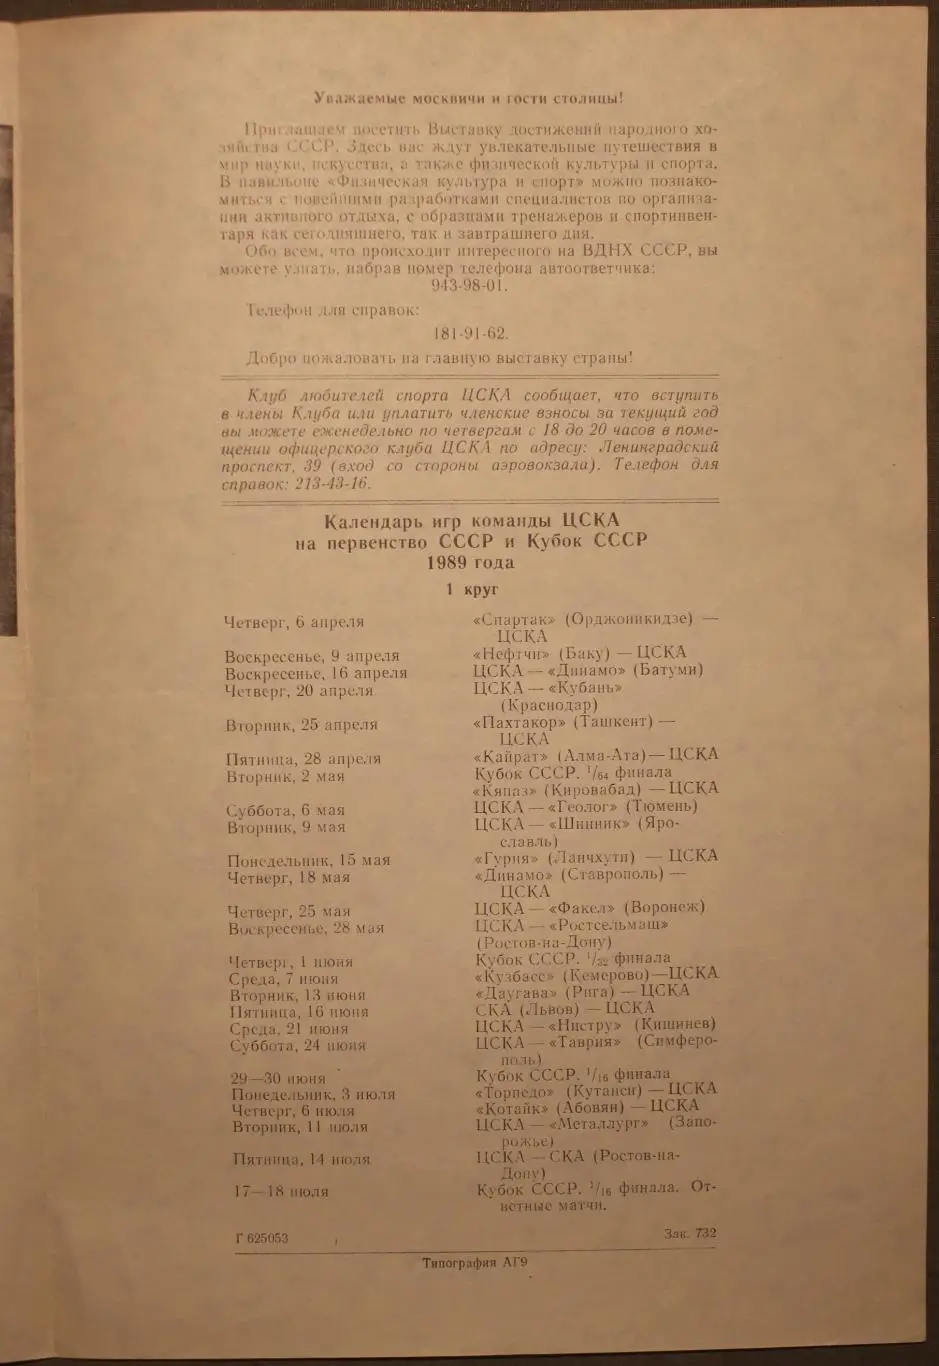 Уважаемые москвичи и гости столицы!
Приглашаем посетить Выставку достижений народного хо-
зяйства СССР. Здесь вас ждут увлекательные путешествия в
мир науки, искусства, а также физической культуры и спорта.
В павильоне «Физическая культура и спорт» можно познако-
миться с новейшими разработками специалистов по организа-
ции активного отдыха, с образцами тренажеров и спортинвен-
таря как сегодняшнего, так и завтрашнего дня.
Обо всем, что происходит интересного на ВДНХ СССР, вы
можете узнать, набрав номер телефона автоответчика:
943-98-01.
Телефон для справок:
181-91-62.
Добро пожаловать на главную выставку страны!
Клуб любителей спорта ЦСКА сообщает, что вступить
в члены Клуба или уплатить членские взносы за текущий год
вы можете еженедельно по четвергам с 18 до 20 часов в поме-
щении офицерского клуба ЦСКА по адресу: Ленинградский
проспект, 39 (вход со стороны аэровокзала). Телефон для
справок: 213-43-16.
Календарь игр команды ЦСКА
на первенство СССР и Кубок СССР
1989 года
1 круг
Четверг, 6 апреля «Спартак» (Орджоникидзе) —
ЦСКА
Воскресенье, 9 апреля «Нефтчи» (Баку) — ЦСКА
Воскресенье, 16 апреля ЦСКА — «Динамо» (Батуми)
Четверг, 20 апреля ЦСКА — «Кубань»
(Краснодар)
Вторник, 25 апреля «Пахтакор» (Ташкент) —
ЦСКА
Пятница, 28 апреля «Кайрат» (Алма-Ата) — ЦСКА
Вторник, 2 мая Кубок СССР. 1/64 финала
«Кяпаз» (Кировабад) — ЦСКА
Суббота, 6 мая ЦСКА — «Геолог» (Тюмень)
Вторник, 9 мая ЦСКА — «Шинник» (Яро-
славль)
Понедельник, 15 мая «Гурия» (Ланчхути) — ЦСКА
Четверг, 18 мая «Динамо» (Ставрополь) —
ЦСКА
Четверг, 25 мая ЦСКА — «Факел» (Воронеж)
Воскресенье, 28 мая ЦСКА — «Ростсельмаш»
(Ростов-на-Дону)
Четверг, 1 июня Кубок СССР. 1/32 финала
Среда, 7 июня «Кузбасс» (Кемерово) — ЦСКА
Вторник, 13 июня «Даугава» (Рига) — ЦСКА
Пятница, 16 июня СКА (Львов) — ЦСКА
Среда, 21 июня ЦСКА — «Нистру» (Кишинев)
Суббота, 24 июня ЦСКА — «Таврия» (Симферо-
поль)
29—30 июня Кубок СССР. 1/16 финала
Понедельник, 3 июля «Торпедо» (Кутаиси) — ЦСКА
Четверг, 6 июля «Котайк» (Абовян) — ЦСКА
Вторник, 11 июля ЦСКА — «Металлург» (Запо-
рожье)
Пятница, 14 июля ЦСКА — СКА (Ростов-на-
Дону)
17—18 июля Кубок СССР. 1/16 финала. От-
ветные матчи.
Г 625053 Зак. 732
Типография АГ9